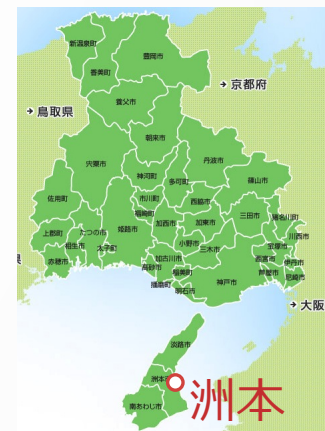 新温泉町
香美町
豊岡市
→ 京都府
養父市
→ 鳥取県
朝来市
宍粟市
丹波市
神河町
多可町
篠山市
佐用町
市川町
西脇市
福崎町
三田市
猪名川町
上郡町
たつの市
姫路市
加西市
加東市
川西市
相生市
太子町
小野市
三木市
宝塚市
赤穂市
加古川市
西宮市
伊丹市
高砂市
稲美町
神戸市
芦屋市
尼崎市
播磨町
明石市
県
→ 大阪
淡路市
洲本市
洲本
南あわじ市